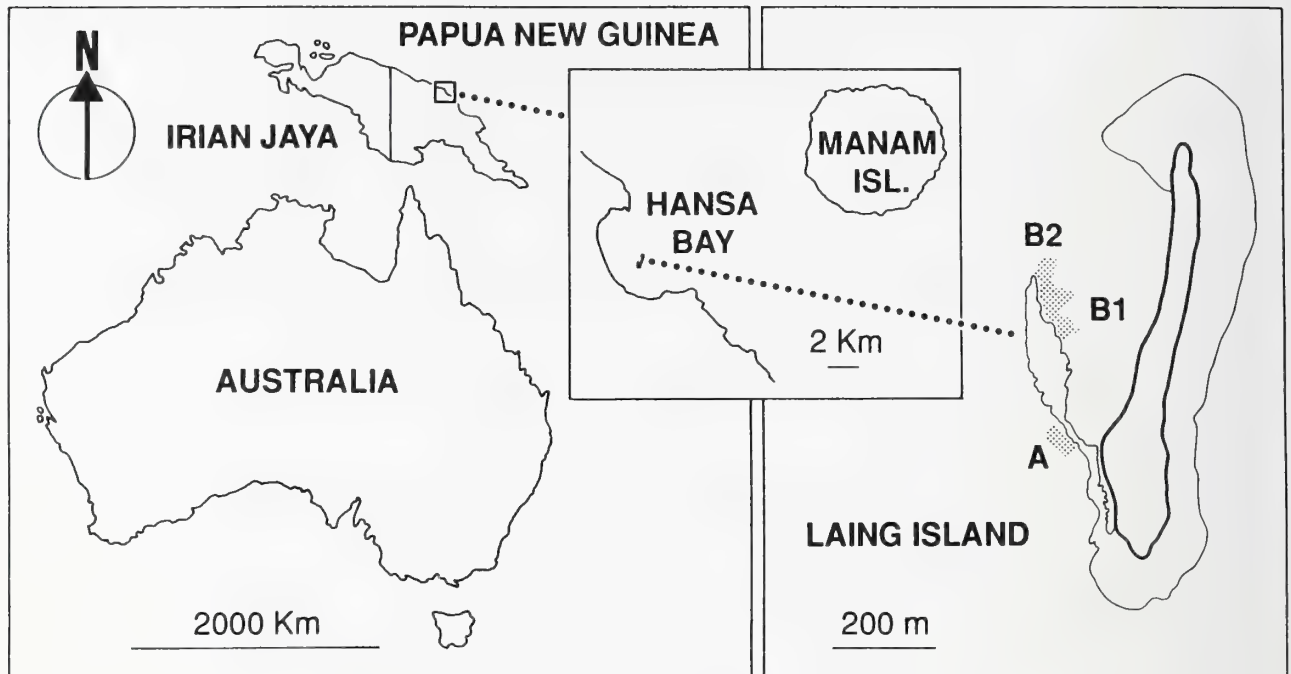 N
PAPUA NEW GUINEA
IRIAN JAYA
AUSTRALIA
2000 Km
MANAM
ISL.
HANSA
BAY
2 Km
B2
B1
A
LAING ISLAND
200 m